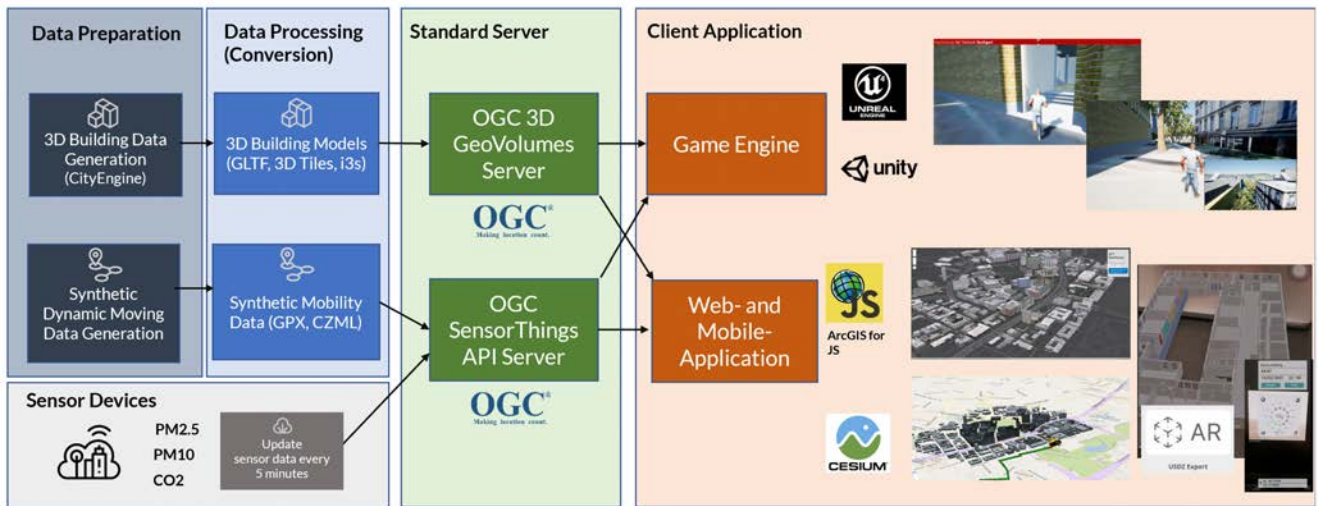 Data Preparation
3D Building Data
Generation
(CityEngine)
Synthetic
Dynamic Moving
Data Generation
Data Processing
(Conversion)
3D Building Models
(GLTF, 3D Tiles, i3s)
Synthetic Mobility
Data (GPX, CZML)
Sensor Devices
PM2.5
PM10
CO2
Update
sensor data every
5 minutes
Standard Server
OGC 3D
GeoVolumes
Server
OGC®
Making location count.
OGC
SensorThings
API Server
OGC®
Making location count.
Client Application
Game Engine
UNREAL
ENGINE
unity
Web- and
Mobile-
Application
JS
ArcGIS for
JS
CESIUM
AR
USDZ Expert